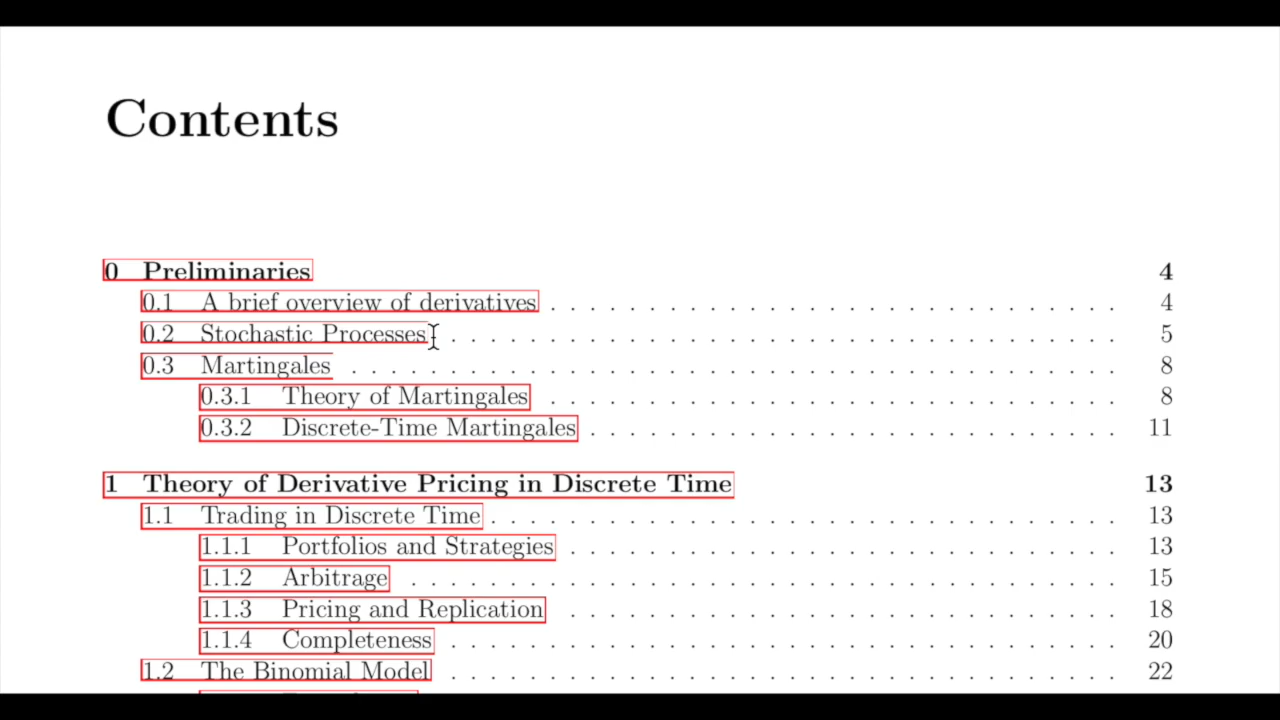 Contents
0 Preliminaries 4
0.1 A brief overview of derivatives . . . . . . . . . . . . . . . . . . . . . . . . . . . . . 4
0.2 Stochastic Processes . . . . . . . . . . . . . . . . . . . . . . . . . . . . . . . . . . 5
0.3 Martingales . . . . . . . . . . . . . . . . . . . . . . . . . . . . . . . . . . . . . . . 8
0.3.1 Theory of Martingales . . . . . . . . . . . . . . . . . . . . . . . . . . . . . 8
0.3.2 Discrete-Time Martingales . . . . . . . . . . . . . . . . . . . . . . . . . . . 11
1 Theory of Derivative Pricing in Discrete Time 13
1.1 Trading in Discrete Time . . . . . . . . . . . . . . . . . . . . . . . . . . . . . . . . 13
1.1.1 Portfolios and Strategies . . . . . . . . . . . . . . . . . . . . . . . . . . . . 13
1.1.2 Arbitrage . . . . . . . . . . . . . . . . . . . . . . . . . . . . . . . . . . . . 15
1.1.3 Pricing and Replication . . . . . . . . . . . . . . . . . . . . . . . . . . . . 18
1.1.4 Completeness . . . . . . . . . . . . . . . . . . . . . . . . . . . . . . . . . . 20
1.2 The Binomial Model . . . . . . . . . . . . . . . . . . . . . . . . . . . . . . . . . . 22